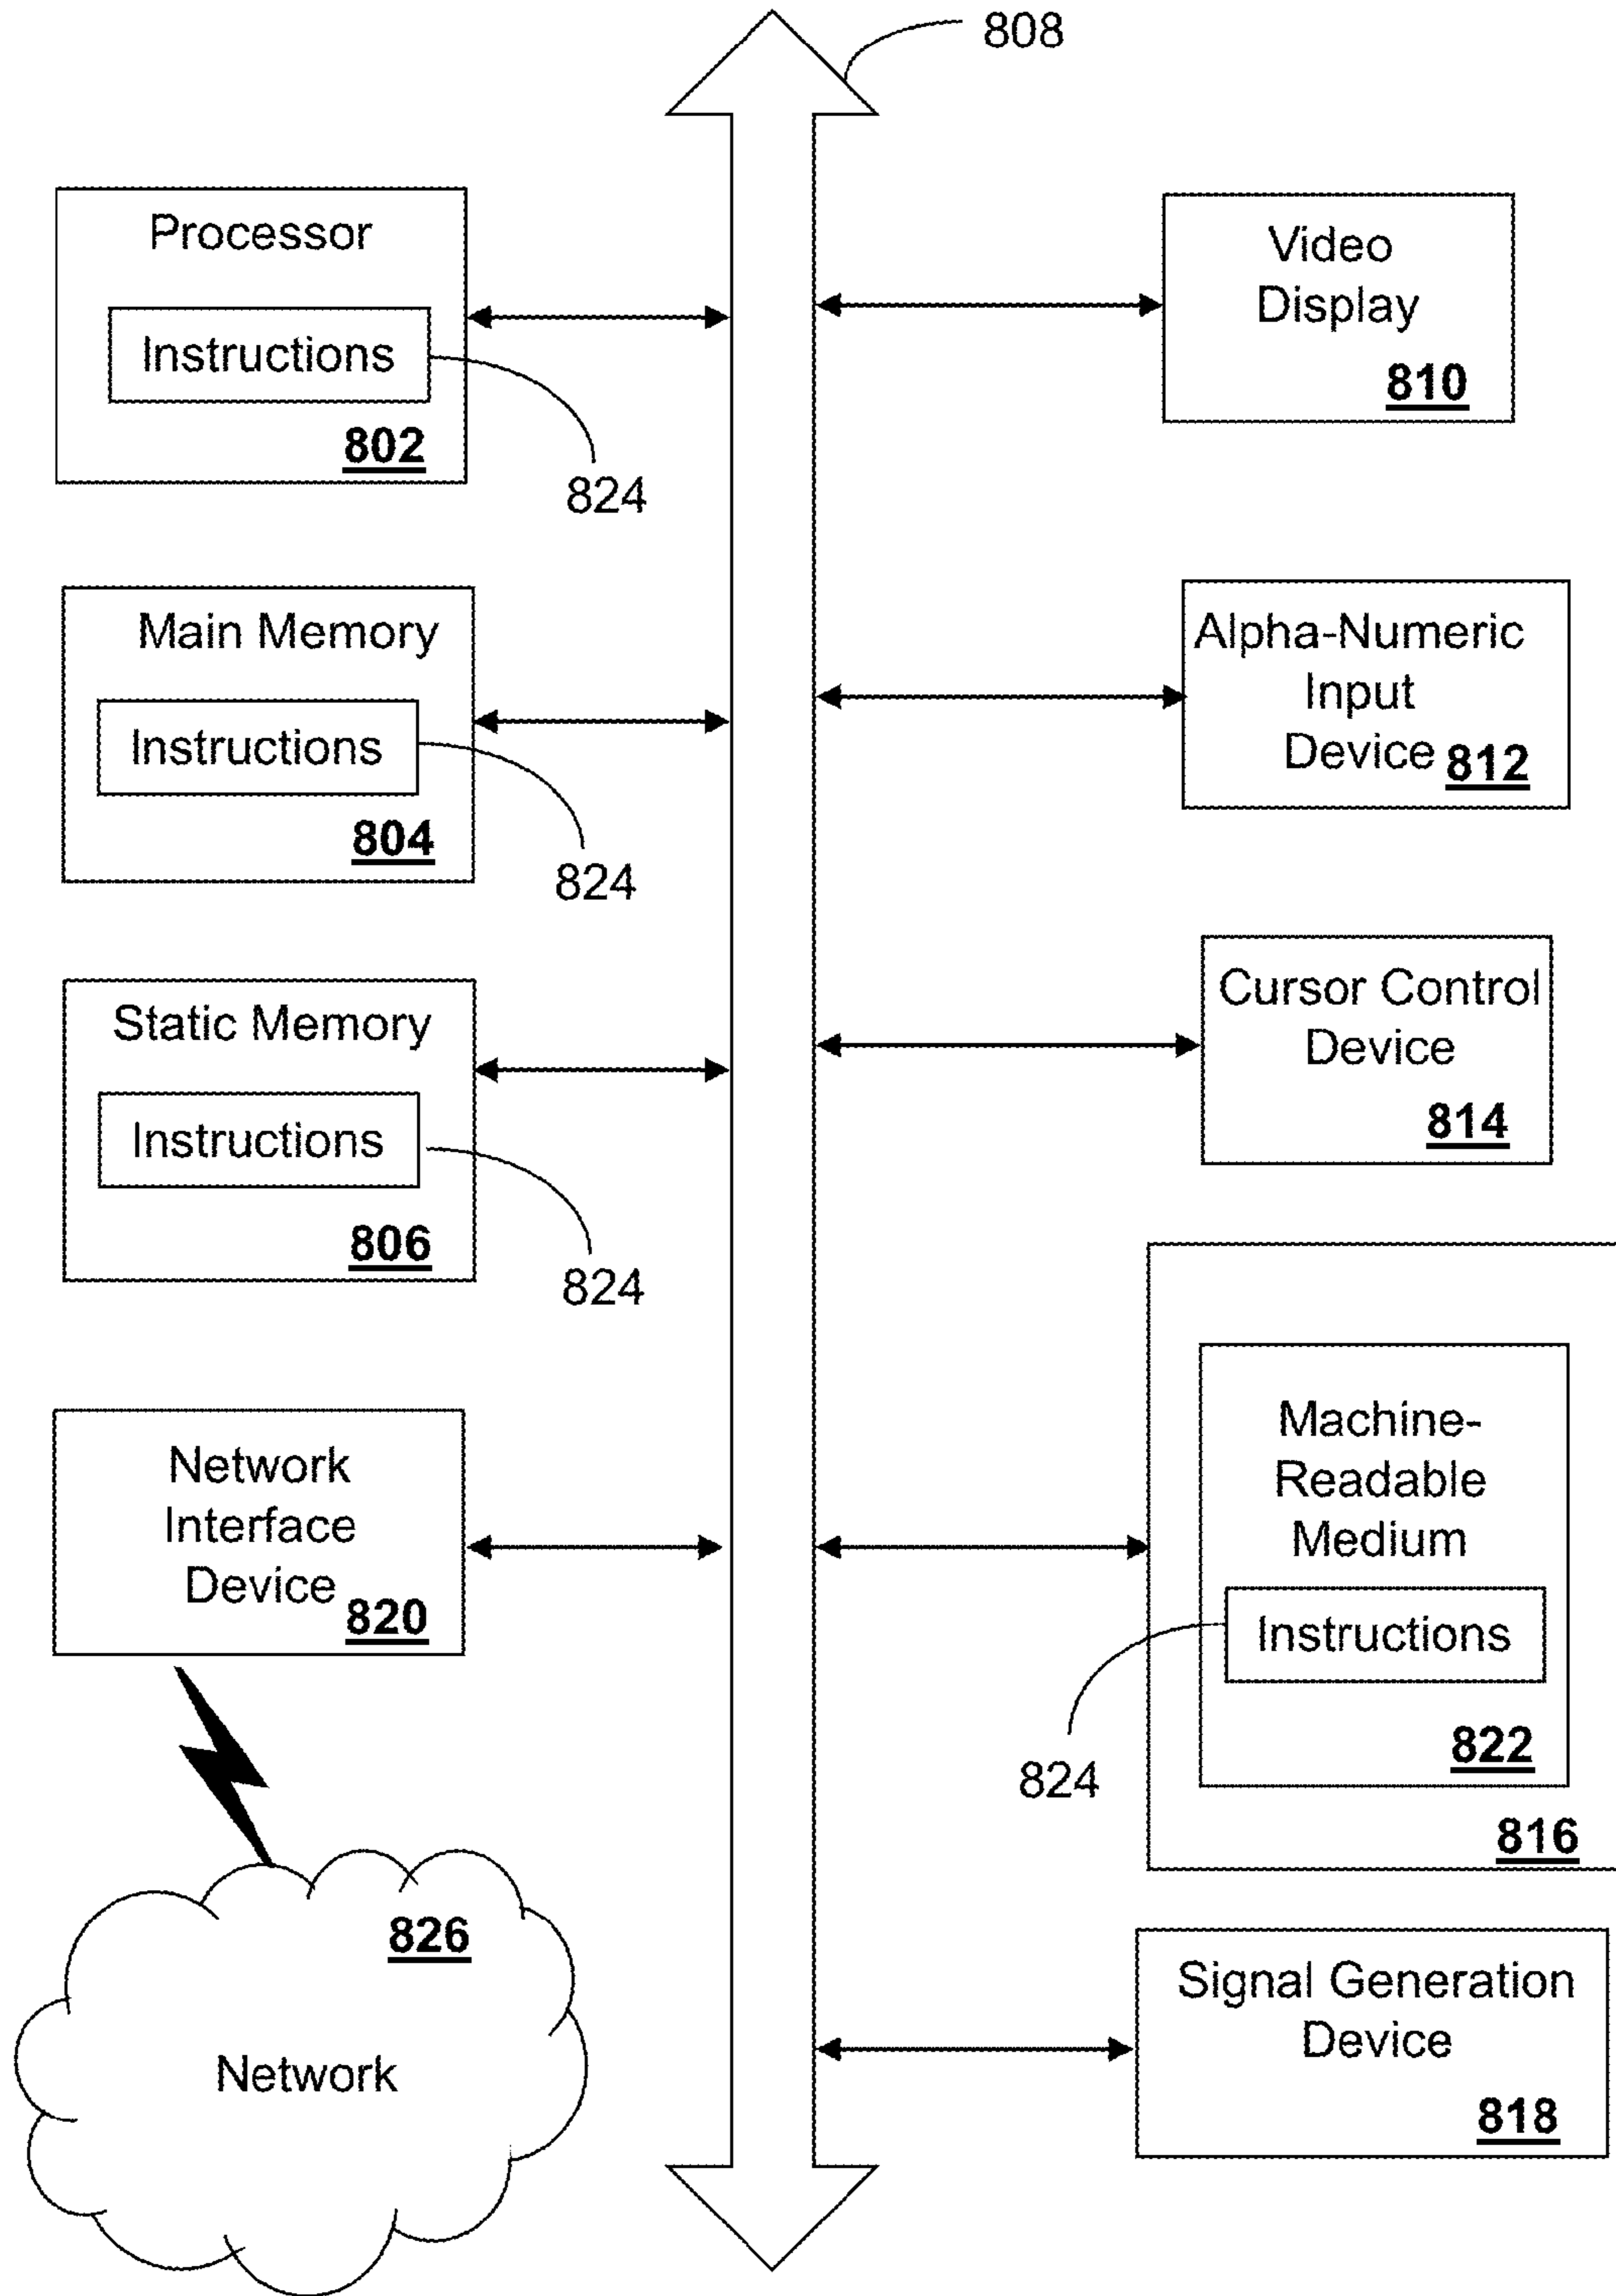 808
Processor
Instructions
802
824
Main Memory
Instructions
804
824
Static Memory
Instructions
806
824
Network
Interface
Device
820
826
Network
Video
Display
810
Alpha-Numeric
Input
Device
812
Cursor Control
Device
814
Machine-
Readable
Medium
Instructions
824
822
816
Signal Generation
Device
818